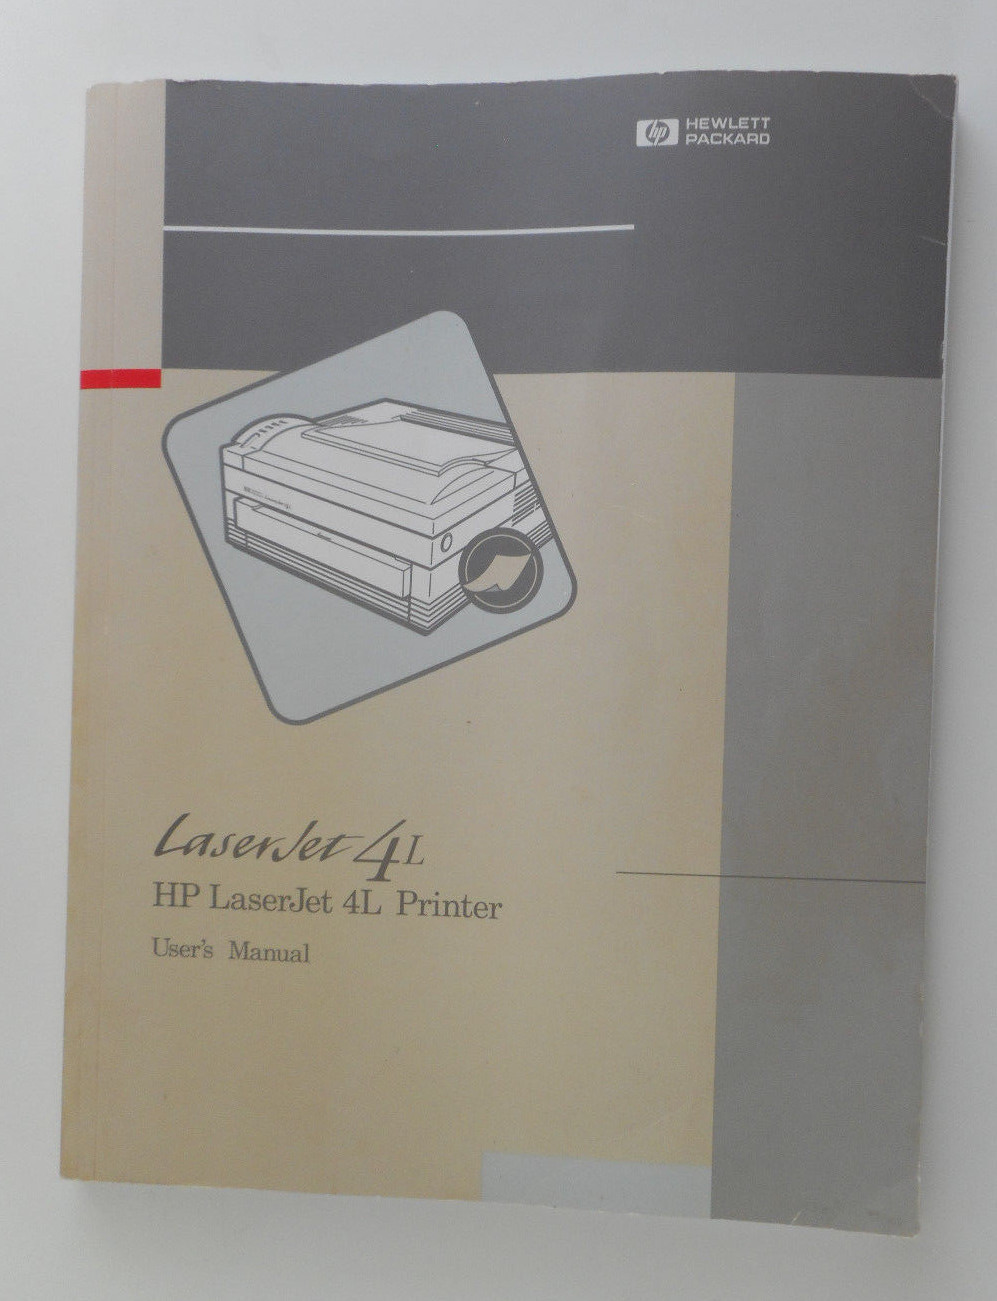 hp HEWLETT
PACKARD
LaserJet 4L
HP LaserJet 4L Printer
User's Manual